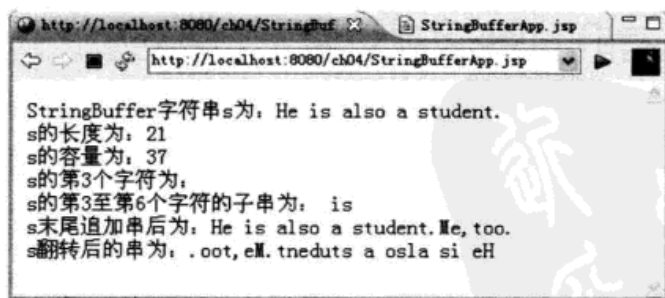 http://localhost:8080/ch04/StringBuf
StringBufferApp.jsp
http://localhost:8080/ch04/StringBufferApp.jsp
StringBuffer字符串s为：He is also a student.
s的长度为：21
s的容量为：37
s的第3个字符为：
s的第3至第6个字符的子串为： is
s末尾追加串后为：He is also a student.Me,too.
s翻转后的串为：.oot,eM.tneduts a osla si eH